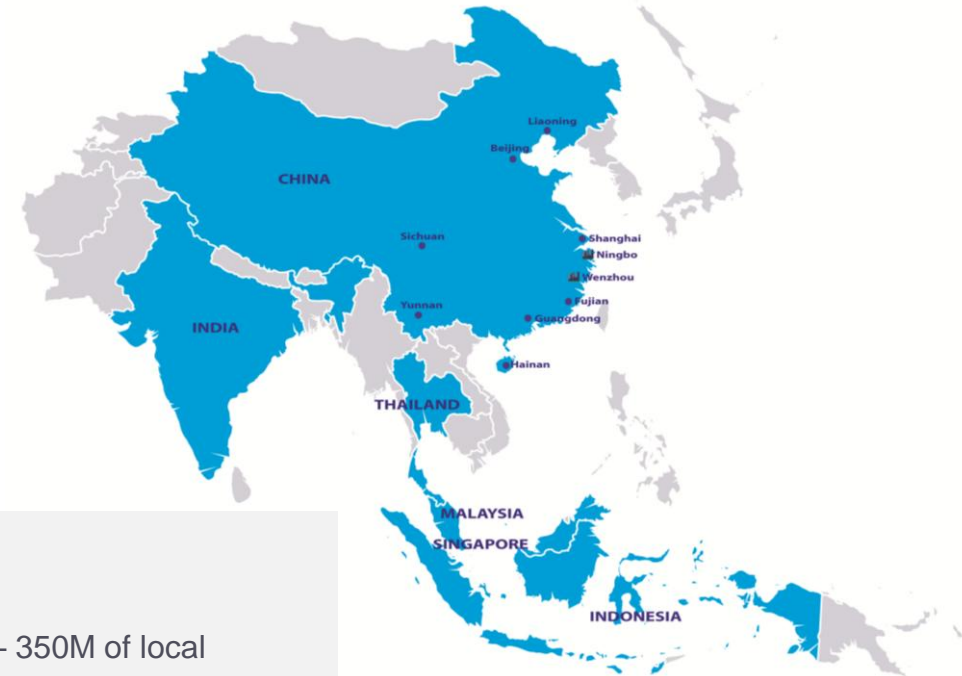 Liaoning
Beijing
CHINA
Sichuan
Shanghai
Ningbo
Wenzhou
Yunnan
Fujian
Guangdong
INDIA
Hainan
THAILAND
MALAYSIA
SINGAPORE
INDONESIA
– 350M of local